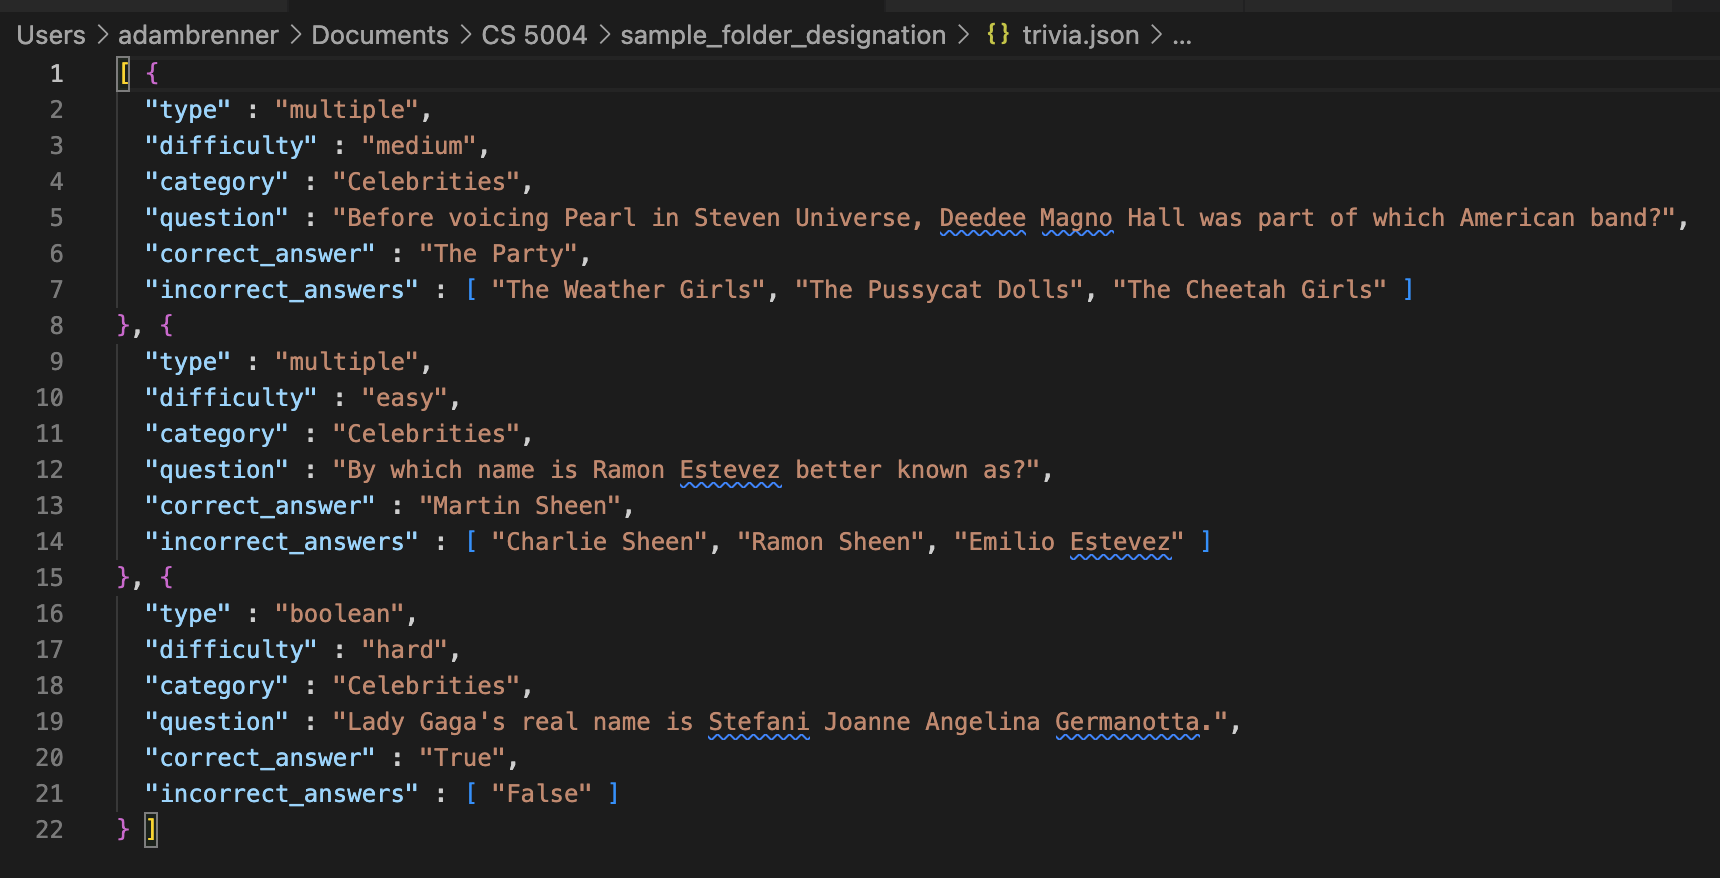 Users > adambrenner > Documents > CS 5004 > sample_folder_designation > {} trivia.json > ...
1 [ {
2 "type" : "multiple",
3 "difficulty" : "medium",
4 "category" : "Celebrities",
5 "question" : "Before voicing Pearl in Steven Universe, Deedee Magno Hall was part of which American band?",
6 "correct_answer" : "The Party",
7 "incorrect_answers" : [ "The Weather Girls", "The Pussycat Dolls", "The Cheetah Girls" ]
8 }, {
9 "type" : "multiple",
10 "difficulty" : "easy",
11 "category" : "Celebrities",
12 "question" : "By which name is Ramon Estevez better known as?",
13 "correct_answer" : "Martin Sheen",
14 "incorrect_answers" : [ "Charlie Sheen", "Ramon Sheen", "Emilio Estevez" ]
15 }, {
16 "type" : "boolean",
17 "difficulty" : "hard",
18 "category" : "Celebrities",
19 "question" : "Lady Gaga's real name is Stefani Joanne Angelina Germanotta.",
20 "correct_answer" : "True",
21 "incorrect_answers" : [ "False" ]
22 } ]